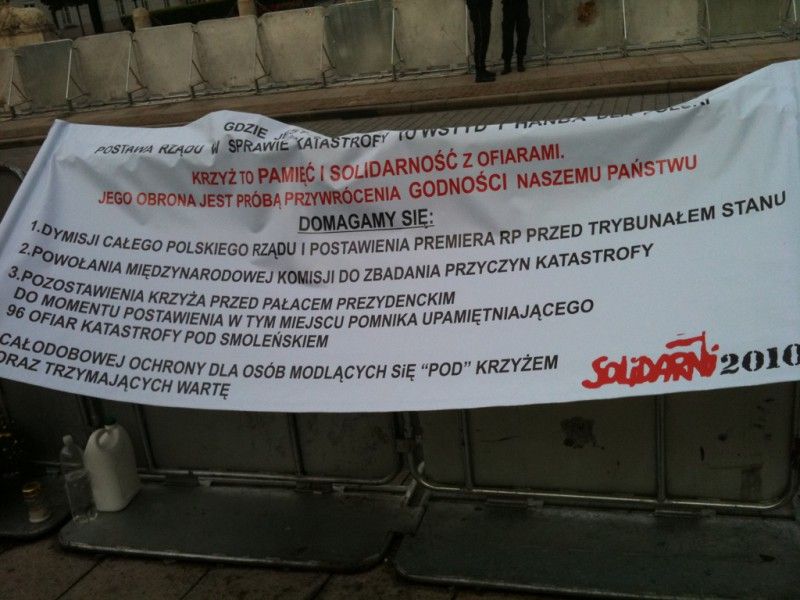 GDZIE
POSTAWA RZĄDU W SPRAWIE KATASTROFY TO WSTYD I HAŃBA DLA POLSKI
KRZYŻ TO PAMIĘĆ I SOLIDARNOŚĆ Z OFIARAMI.
JEGO OBRONA JEST PRÓBĄ PRZYWRÓCENIA GODNOŚCI NASZEMU PAŃSTWU
DOMAGAMY SIĘ:
1.DYMISJI CAŁEGO POLSKIEGO RZĄDU I POSTAWIENIA PREMIERA RP PRZED TRYBUNAŁEM STANU
2.POWOŁANIA MIĘDZYNARODOWEJ KOMISJI DO ZBADANIA PRZYCZYN KATASTROFY
3.POZOSTAWIENIA KRZYŻA PRZED PAŁACEM PREZYDENCKIM
DO MOMENTU POSTAWIENIA W TYM MIEJSCU POMNIKA UPAMIĘTNIAJĄCEGO
96 OFIAR KATASTROFY POD SMOLEŃSKIEM
CAŁODOBOWEJ OCHRONY DLA OSÓB MODLĄCYCH SiĘ "POD" KRZYŻEM
ORAZ TRZYMAJĄCYCH WARTĘ
SOLiDARNi 2010